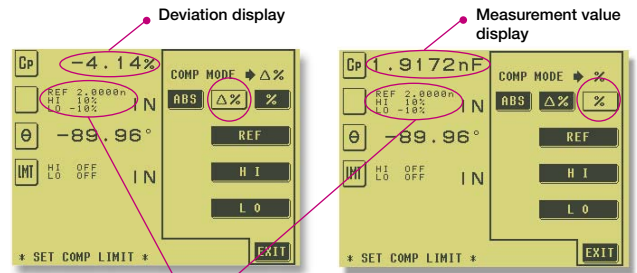 Deviation display
Measurement value
display
Cp -4.14%
REF 2.0000n
HI 10%
LO -10% IN
θ -89.96°
LMT HI OFF
LO OFF IN
* SET COMP LIMIT *
COMP MODE ➧ Δ%
ABS Δ% %
REF
H I
L O
EXIT
Cp 1.9172nF
REF 2.0000n
HI 10%
LO -10% IN
θ -89.96°
LMT HI OFF
LO OFF IN
* SET COMP LIMIT *
COMP MODE ➧ %
ABS Δ% %
REF
H I
L O
EXIT